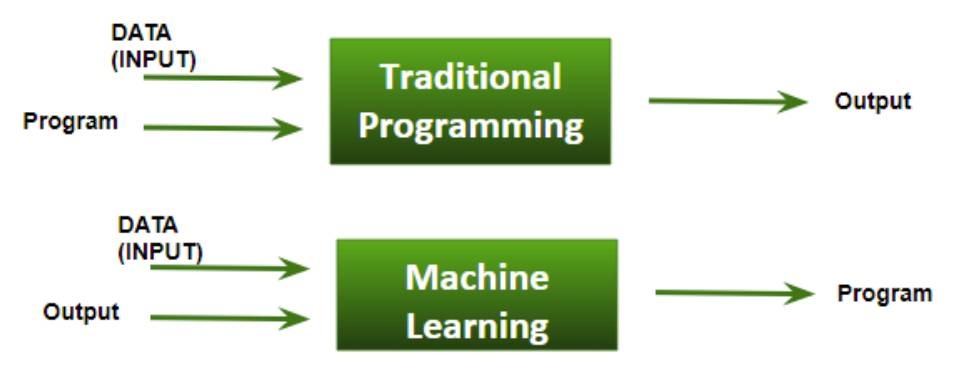 DATA
(INPUT)
Program
Traditional
Programming
Output
DATA
(INPUT)
Output
Machine
Learning
Program